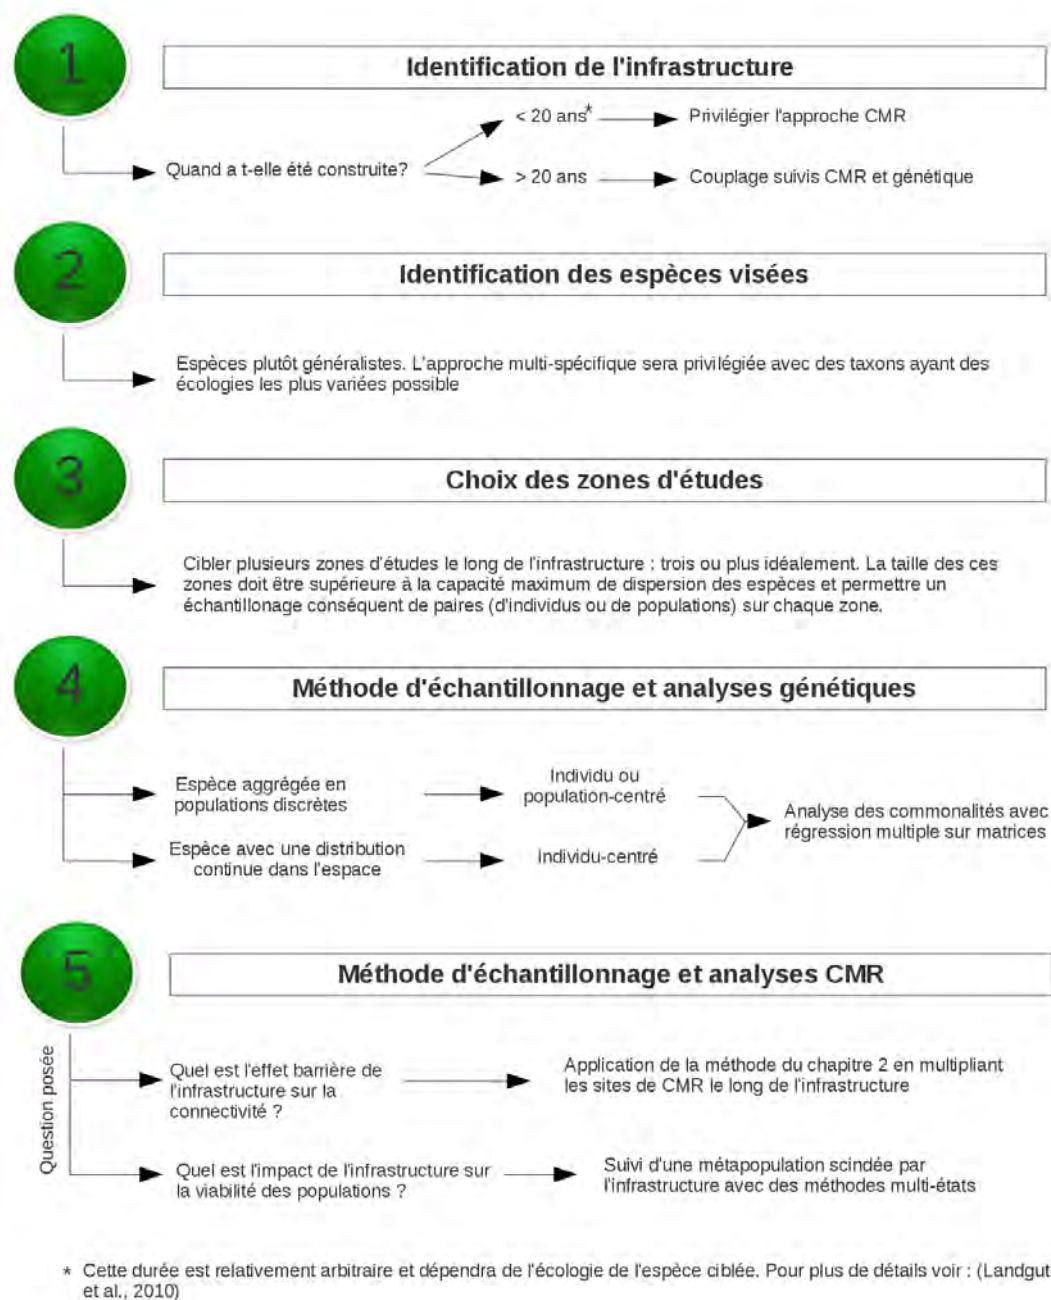 1
Identification de l'infrastructure
< 20 ans*
Privilégier l'approche CMR
Quand a t-elle été construite?
> 20 ans
Couplage suivis CMR et génétique
2
Identification des espèces visées
Espèces plutôt généralistes. L'approche multi-spécifique sera privilégiée avec des taxons ayant des
écologies les plus variées possible
3
Choix des zones d'études
Cibler plusieurs zones d'études le long de l'infrastructure : trois ou plus idéalement. La taille des ces
zones doit être supérieure à la capacité maximum de dispersion des espèces et permettre un
échantillonage conséquent de paires (d'individus ou de populations) sur chaque zone.
4
Méthode d'échantillonnage et analyses génétiques
Espèce aggrégée en
populations discrètes
Individu ou
population-centré
Espèce avec une distribution
continue dans l'espace
Individu-centré
Analyse des commonalités avec
régression multiple sur matrices
5
Méthode d'échantillonnage et analyses CMR
Question posée
Quel est l'effet barrière de
l'infrastructure sur la
connectivité ?
Application de la méthode du chapitre 2 en multipliant
les sites de CMR le long de l'infrastructure
Quel est l'impact de l'infrastructure sur
la viabilité des populations ?
Suivi d'une métapopulation scindée par
l'infrastructure avec des méthodes multi-états
* Cette durée est relativement arbitraire et dépendra de l'écologie de l'espèce ciblée. Pour plus de détails voir : (Landgut
et al., 2010)